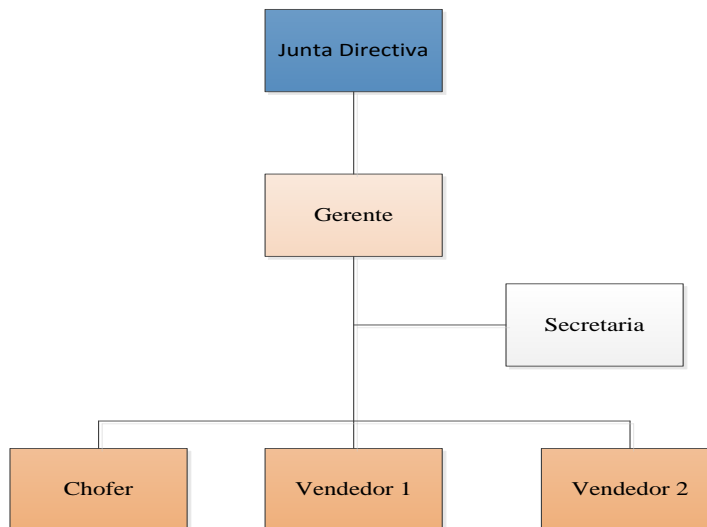 Junta Directiva
Gerente
Secretaria
Chofer
Vendedor 1
Vendedor 2